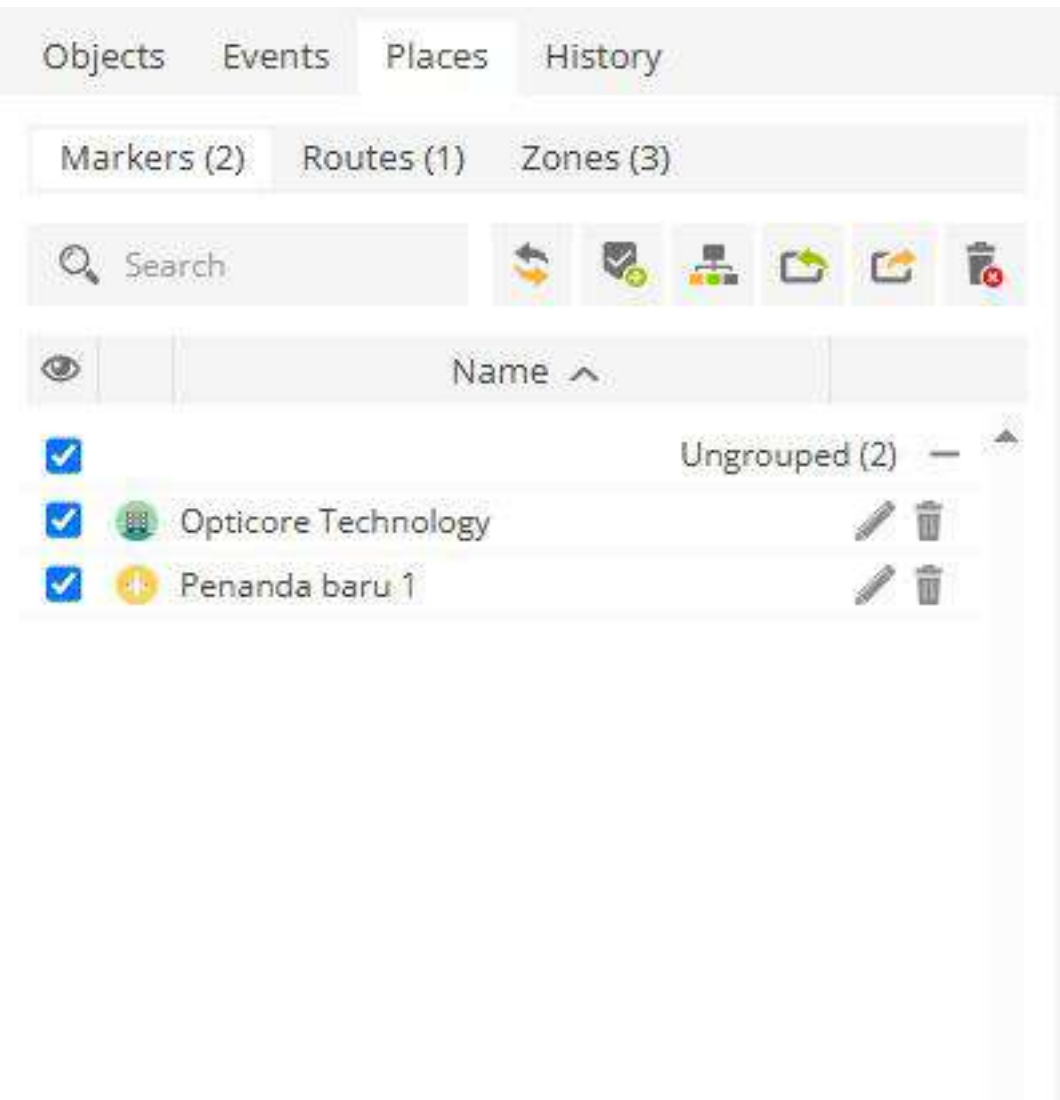 Objects Events Places History
Markers (2) Routes (1) Zones (3)
Search
Name
Ungrouped (2)
Opticore Technology
Penanda baru 1